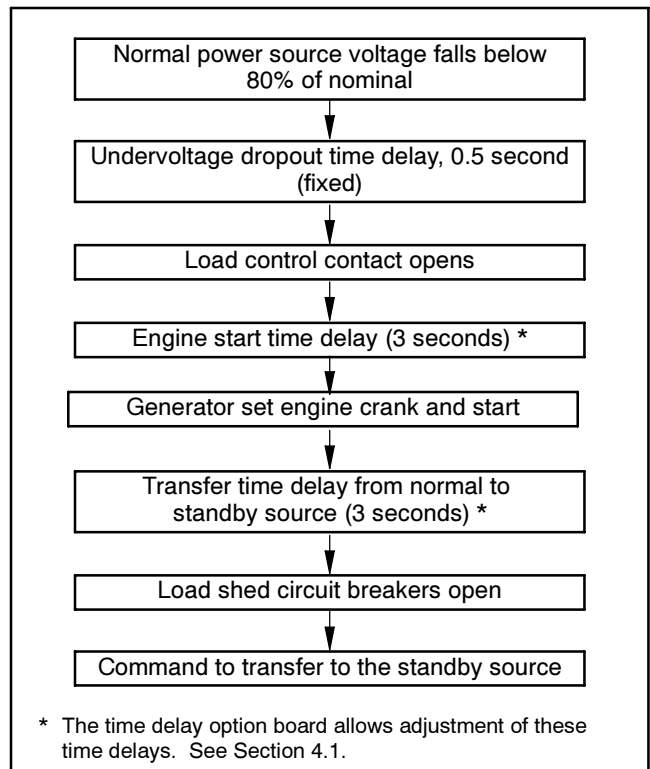 Normal power source voltage falls below
80% of nominal
Undervoltage dropout time delay, 0.5 second
(fixed)
Load control contact opens
Engine start time delay (3 seconds) *
Generator set engine crank and start
Transfer time delay from normal to
standby source (3 seconds) *
Load shed circuit breakers open
Command to transfer to the standby source
* The time delay option board allows adjustment of these
time delays. See Section 4.1.